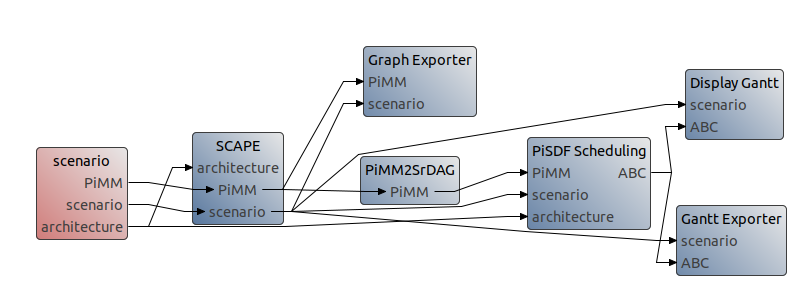 scenario
PiMM
scenario
architecture
SCAPE
architecture
PiMM
scenario
Graph Exporter
PiMM
scenario
PiMM2SrDAG
PiMM
PiSDF Scheduling
PiMM ABC
scenario
architecture
Display Gantt
scenario
ABC
Gantt Exporter
scenario
ABC